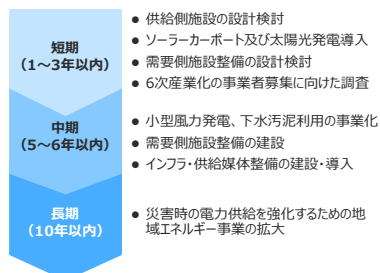 短期
（1～3年以内）
● 供給側施設の設計検討
● ソーラーカーポート及び太陽光発電導入
● 需要側施設整備の設計検討
● 6次産業化の事業者募集に向けた調査
中期
（5～6年以内）
● 小型風力発電、下水汚泥利用の事業化
● 需要側施設整備の建設
● インフラ・供給媒体整備の建設・導入
長期
（10年以内）
● 災害時の電力供給を強化するための地
域エネルギー事業の拡大